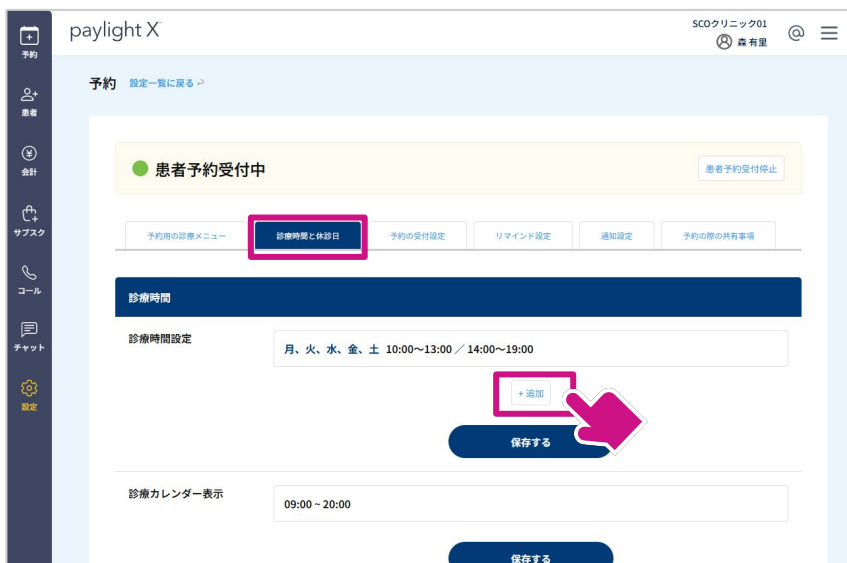 SCOクリニック01
paylight X
森 有里
予約
予約 設定一覧に戻る
患者
患者予約受付中 患者予約受付停止
会計
サブスク
予約用の診療メニュー 診療時間と休診日 予約の受付設定 リマインド設定 通知設定 予約の際の共有事項
コール
診療時間
チャット
診療時間設定
月、火、水、金、土 10:00〜13:00 ／ 14:00〜19:00
設定
+ 追加
保存する
診療カレンダー表示
09:00 ~ 20:00
保存する